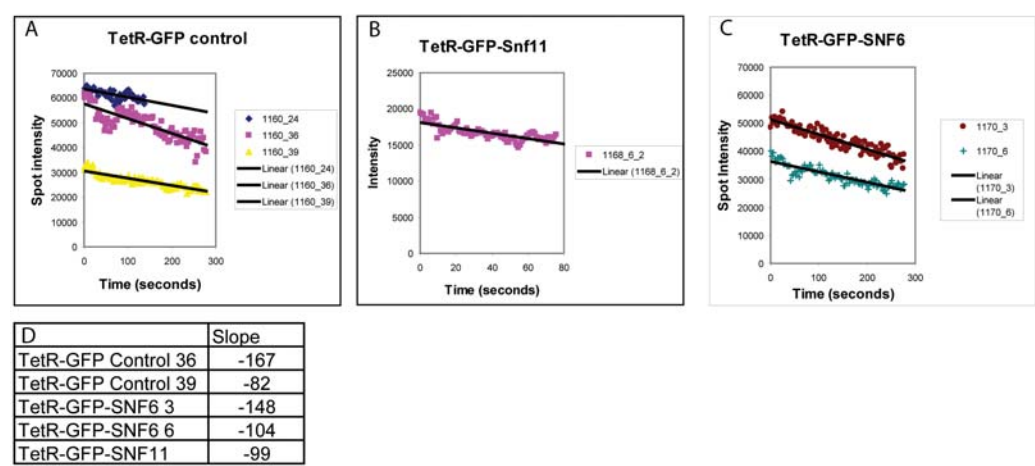 A
TetR-GFP control
Spot intensity
70000
60000
50000
40000
30000
20000
10000
0
0 100 200 300
Time (seconds)
1160_24
1160_36
1160_39
Linear (1160_24)
Linear (1160_36)
Linear (1160_39)
B
TetR-GFP-Snf11
Intensity
25000
20000
15000
10000
5000
0
0 20 40 60 80
Time (seconds)
1168_6_2
Linear (1168_6_2)
C
TetR-GFP-SNF6
Spot Intensity
70000
60000
50000
40000
30000
20000
10000
0
0 100 200 300
Time (seconds)
1170_3
1170_6
Linear
(1170_3)
Linear
(1170_6)
D Slope
TetR-GFP Control 36 -167
TetR-GFP Control 39 -82
TetR-GFP-SNF6 3 -148
TetR-GFP-SNF6 6 -104
TetR-GFP-SNF11 -99